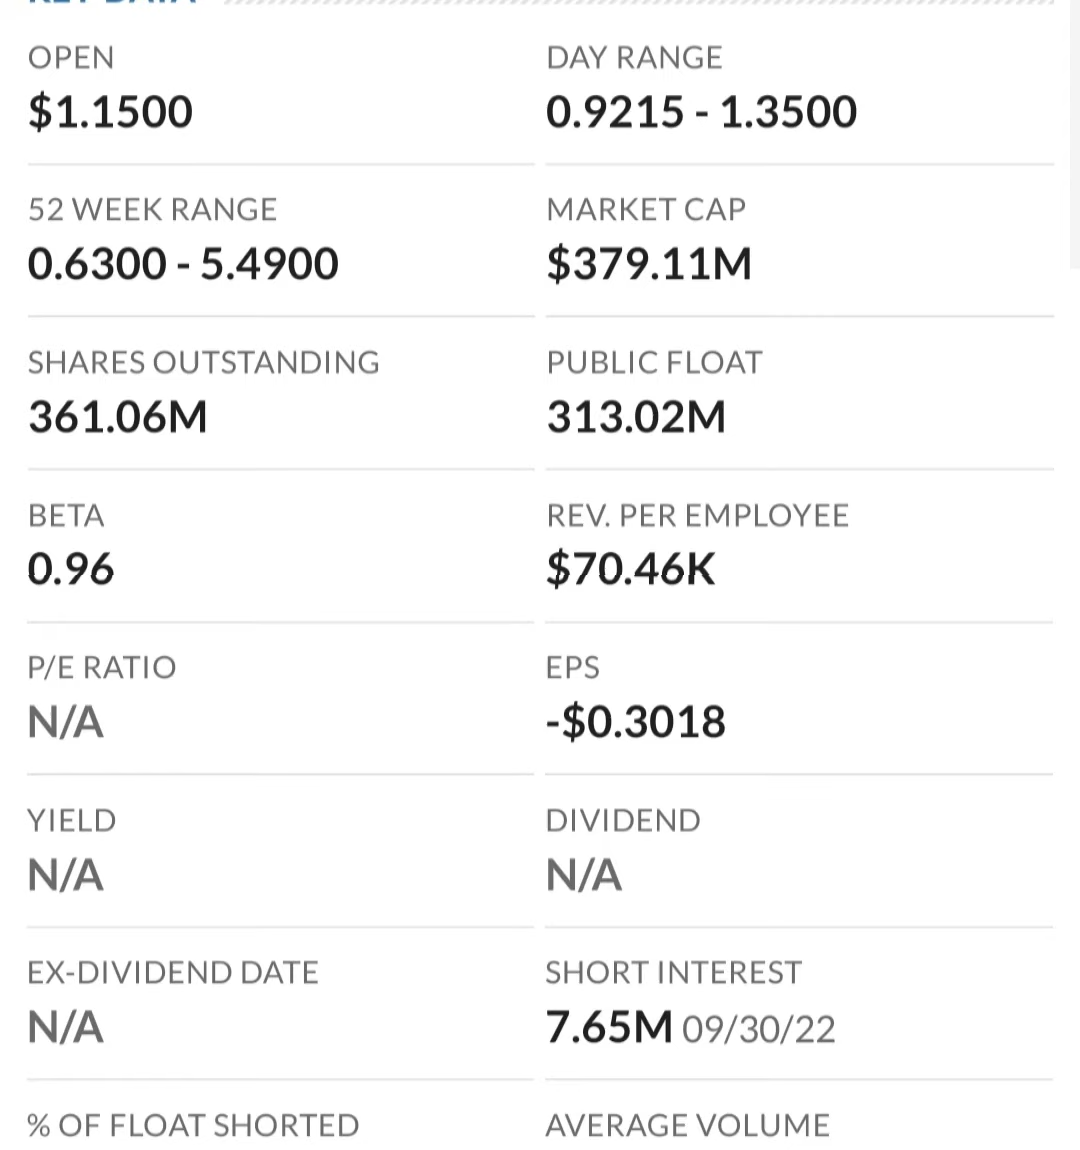 KEY DATA
OPEN
$1.1500
DAY RANGE
0.9215 - 1.3500
52 WEEK RANGE
0.6300 - 5.4900
MARKET CAP
$379.11M
SHARES OUTSTANDING
361.06M
PUBLIC FLOAT
313.02M
BETA
0.96
REV. PER EMPLOYEE
$70.46K
P/E RATIO
N/A
EPS
-$0.3018
YIELD
N/A
DIVIDEND
N/A
EX-DIVIDEND DATE
N/A
SHORT INTEREST
7.65M 09/30/22
% OF FLOAT SHORTED
AVERAGE VOLUME